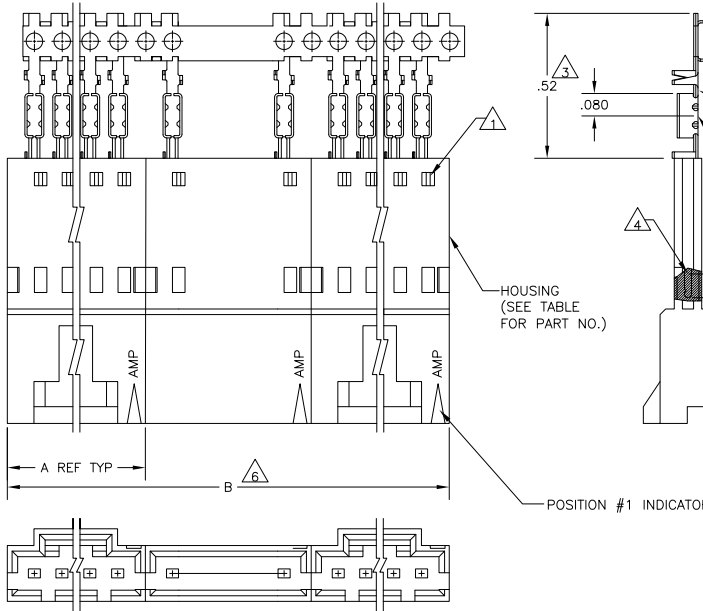 3
.52
.080
1
4
HOUSING
(SEE TABLE
FOR PART NO.)
AMP
AMP
AMP
A REF TYP
6
B
POSITION #1 INDICATOR